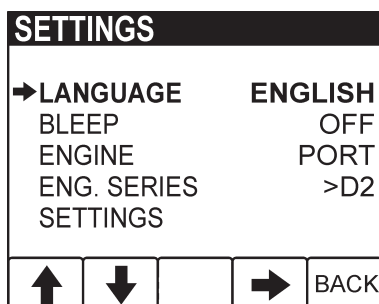 SETTINGS
LANGUAGE ENGLISH
BLEEP OFF
ENGINE PORT
ENG. SERIES >D2
SETTINGS
BACK